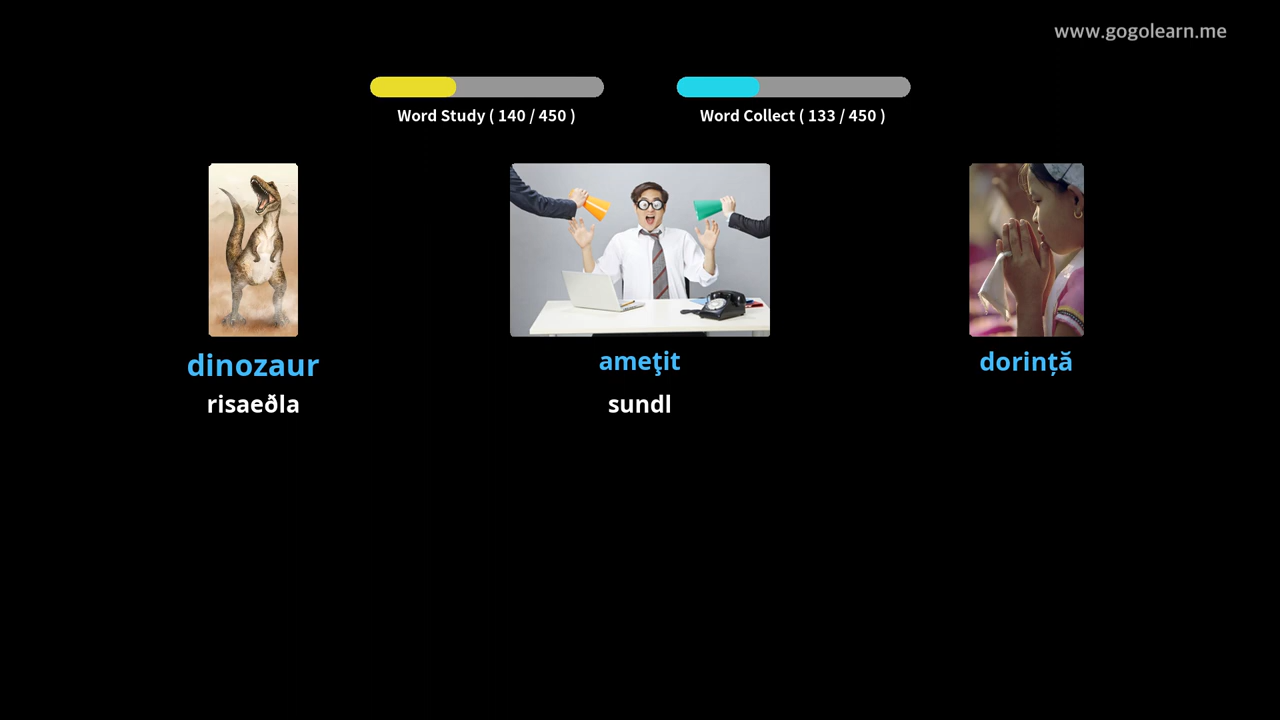 www.gogolearn.me
Word Study ( 140 / 450 )
Word Collect ( 133 / 450 )
dinozaur
ameţit
dorință
risaeðla
sundl